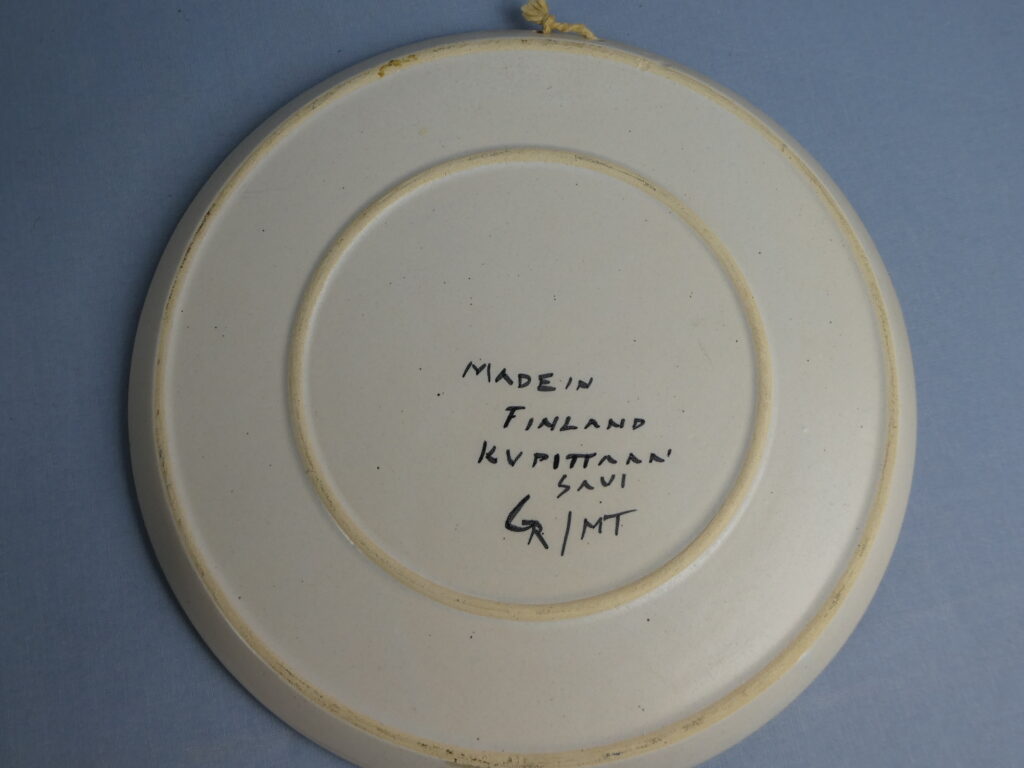 MADE IN
FINLAND
KUPITTAAN
SAVI
GR/MT